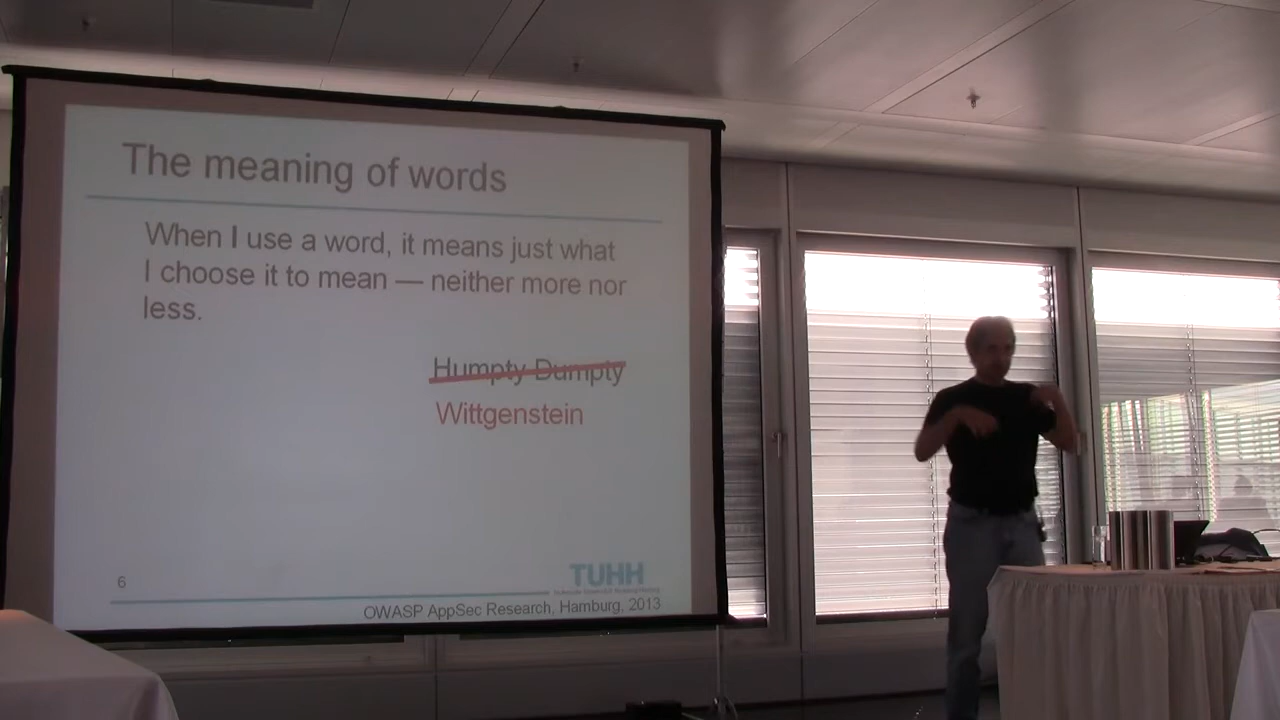 The meaning of words
When I use a word, it means just what
I choose it to mean — neither more nor
less.
Humpty Dumpty
Wittgenstein
6
TUHH
OWASP AppSec Research, Hamburg, 2013